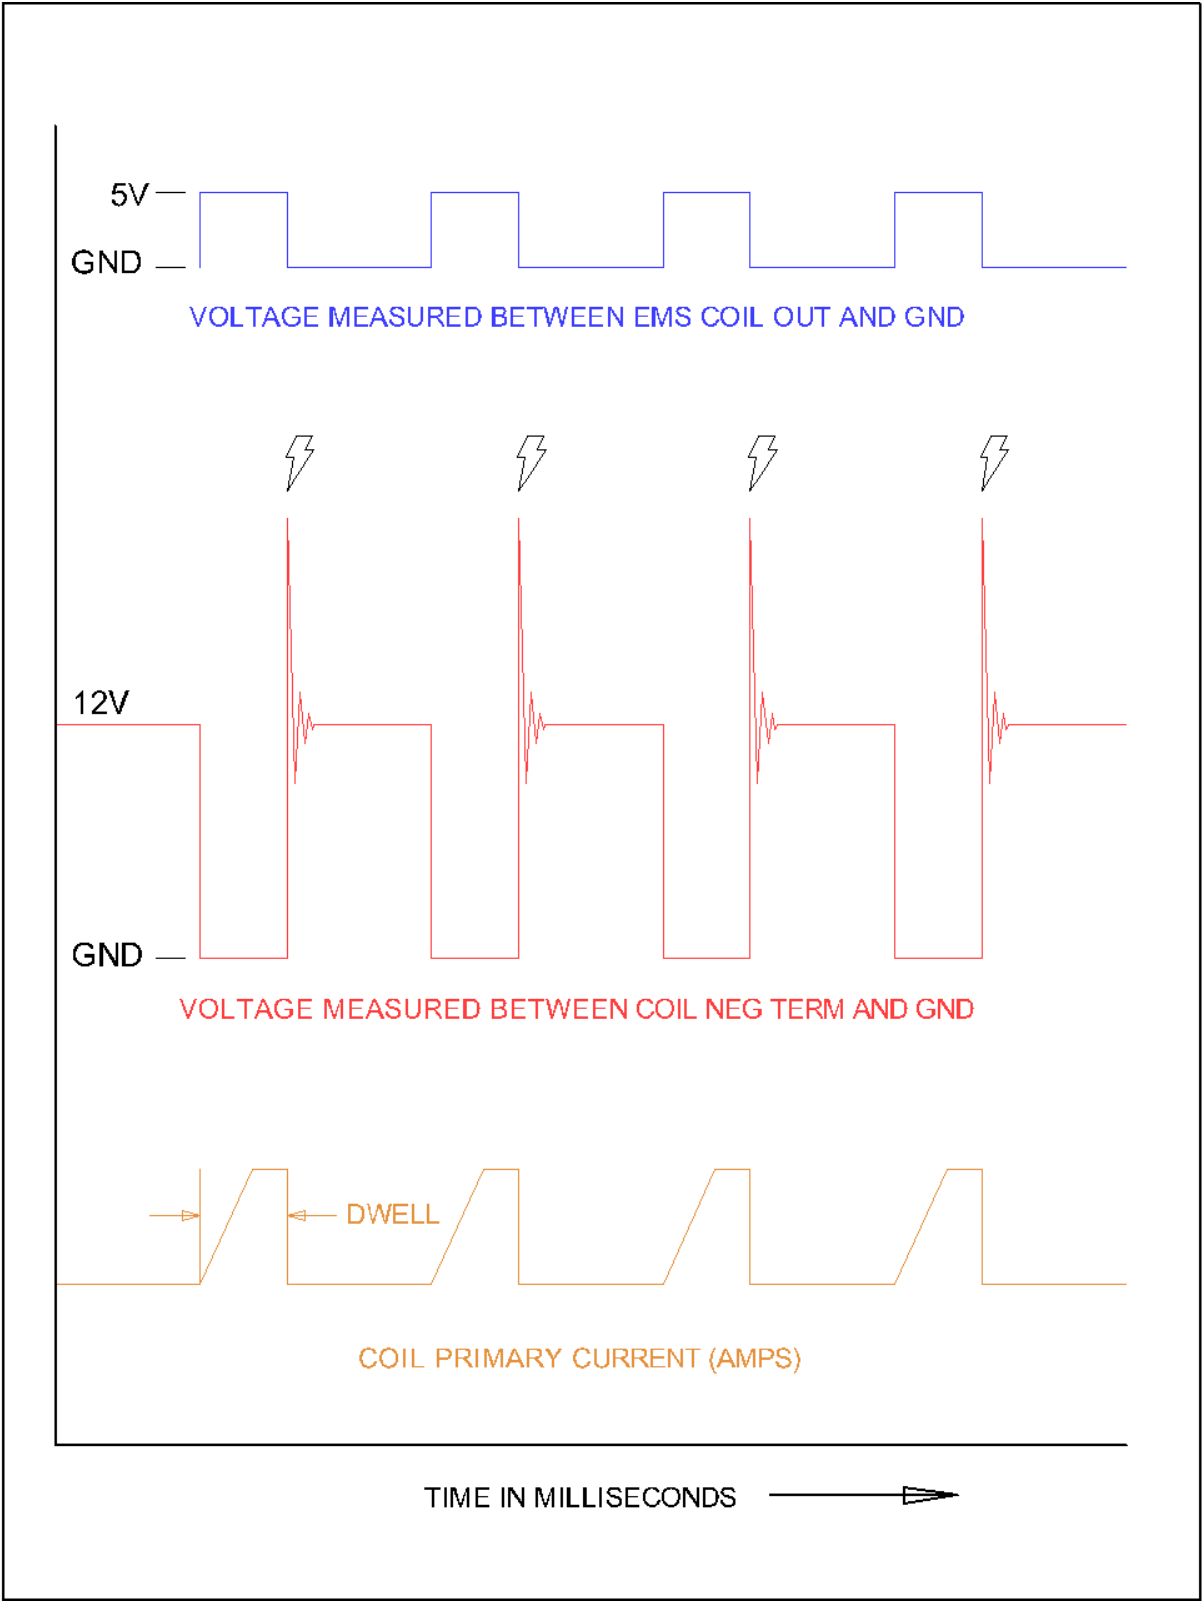 5V
GND
VOLTAGE MEASURED BETWEEN EMS COIL OUT AND GND
12V
GND
VOLTAGE MEASURED BETWEEN COIL NEG TERM AND GND
DWELL
COIL PRIMARY CURRENT (AMPS)
TIME IN MILLISECONDS